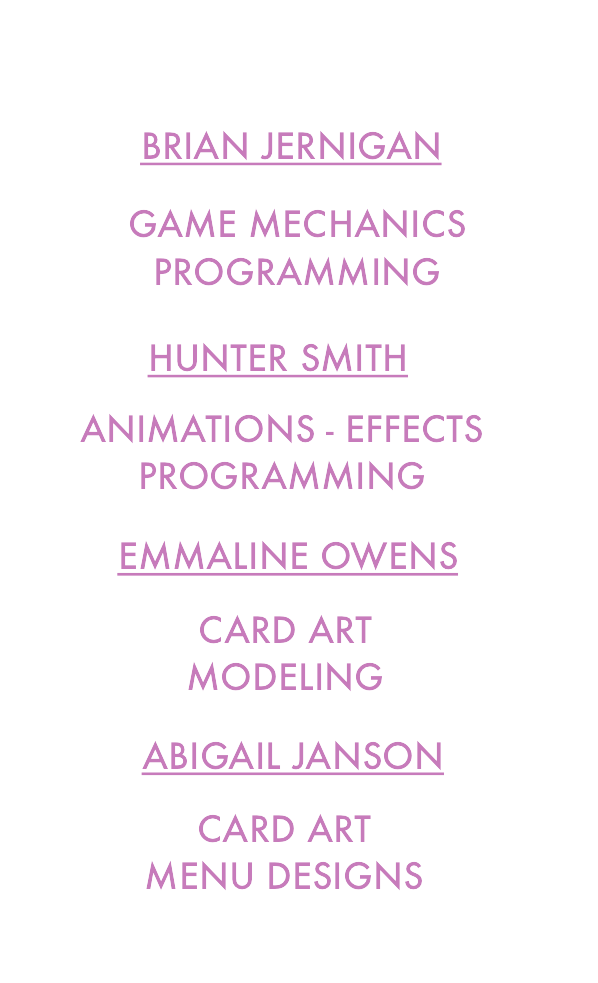 BRIAN JERNIGAN
GAME MECHANICS
PROGRAMMING
HUNTER SMITH
ANIMATIONS - EFFECTS
PROGRAMMING
EMMALINE OWENS
CARD ART
MODELING
ABIGAIL JANSON
CARD ART
MENU DESIGNS